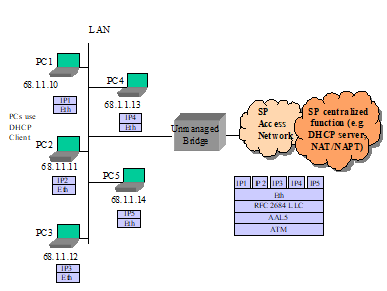 LAN
PC1
68.1.1.10
IP1
Eth
PC4
68.1.1.13
IP4
Eth
PCs use
DHCP
Client
PC2
68.1.1.11
IP2
Eth
PC5
68.1.1.14
IP5
Eth
PC3
68.1.1.12
IP3
Eth
Unmanaged
Bridge
SP
Access
Network
SP centralized
function (e.g
DHCP server,
NAT/NAPT)
IP1 IP2 IP3 IP4 IP5
Eth
RFC 2684 LLC
AAL5
ATM